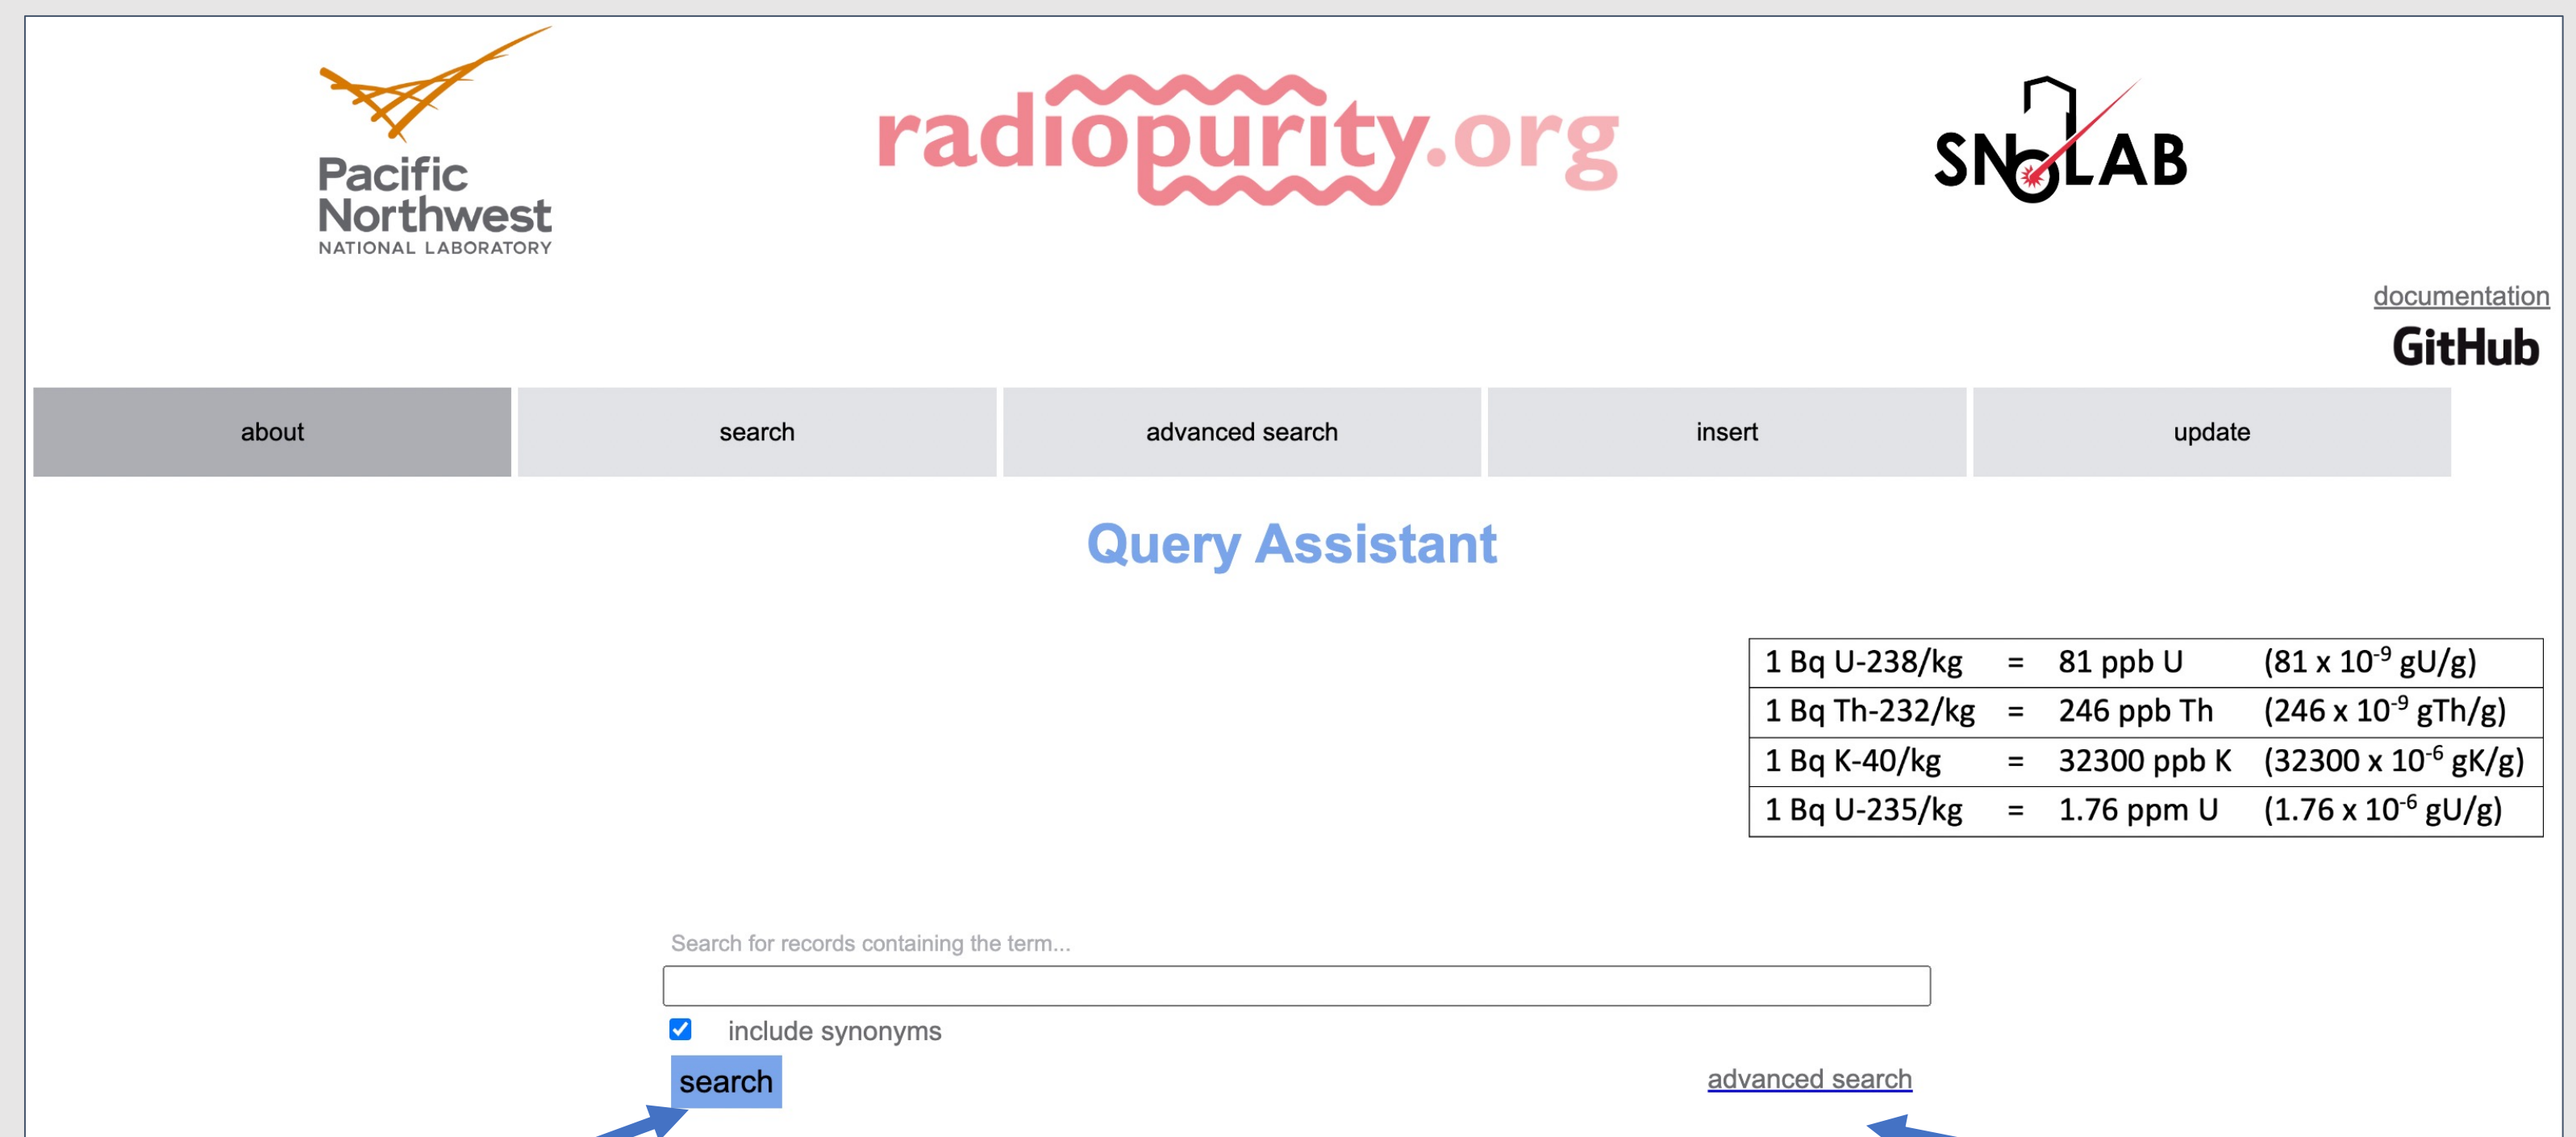 Pacific
Northwest
NATIONAL LABORATORY
radiopurity.org
SNOLAB
documentation
GitHub
about search advanced search insert update
Query Assistant
1 Bq U-238/kg = 81 ppb U (81 x 10⁻⁹ gU/g)
1 Bq Th-232/kg = 246 ppb Th (246 x 10⁻⁹ gTh/g)
1 Bq K-40/kg = 32300 ppb K (32300 x 10⁻⁶ gK/g)
1 Bq U-235/kg = 1.76 ppm U (1.76 x 10⁻⁶ gU/g)
Search for records containing the term...
include synonyms
search advanced search